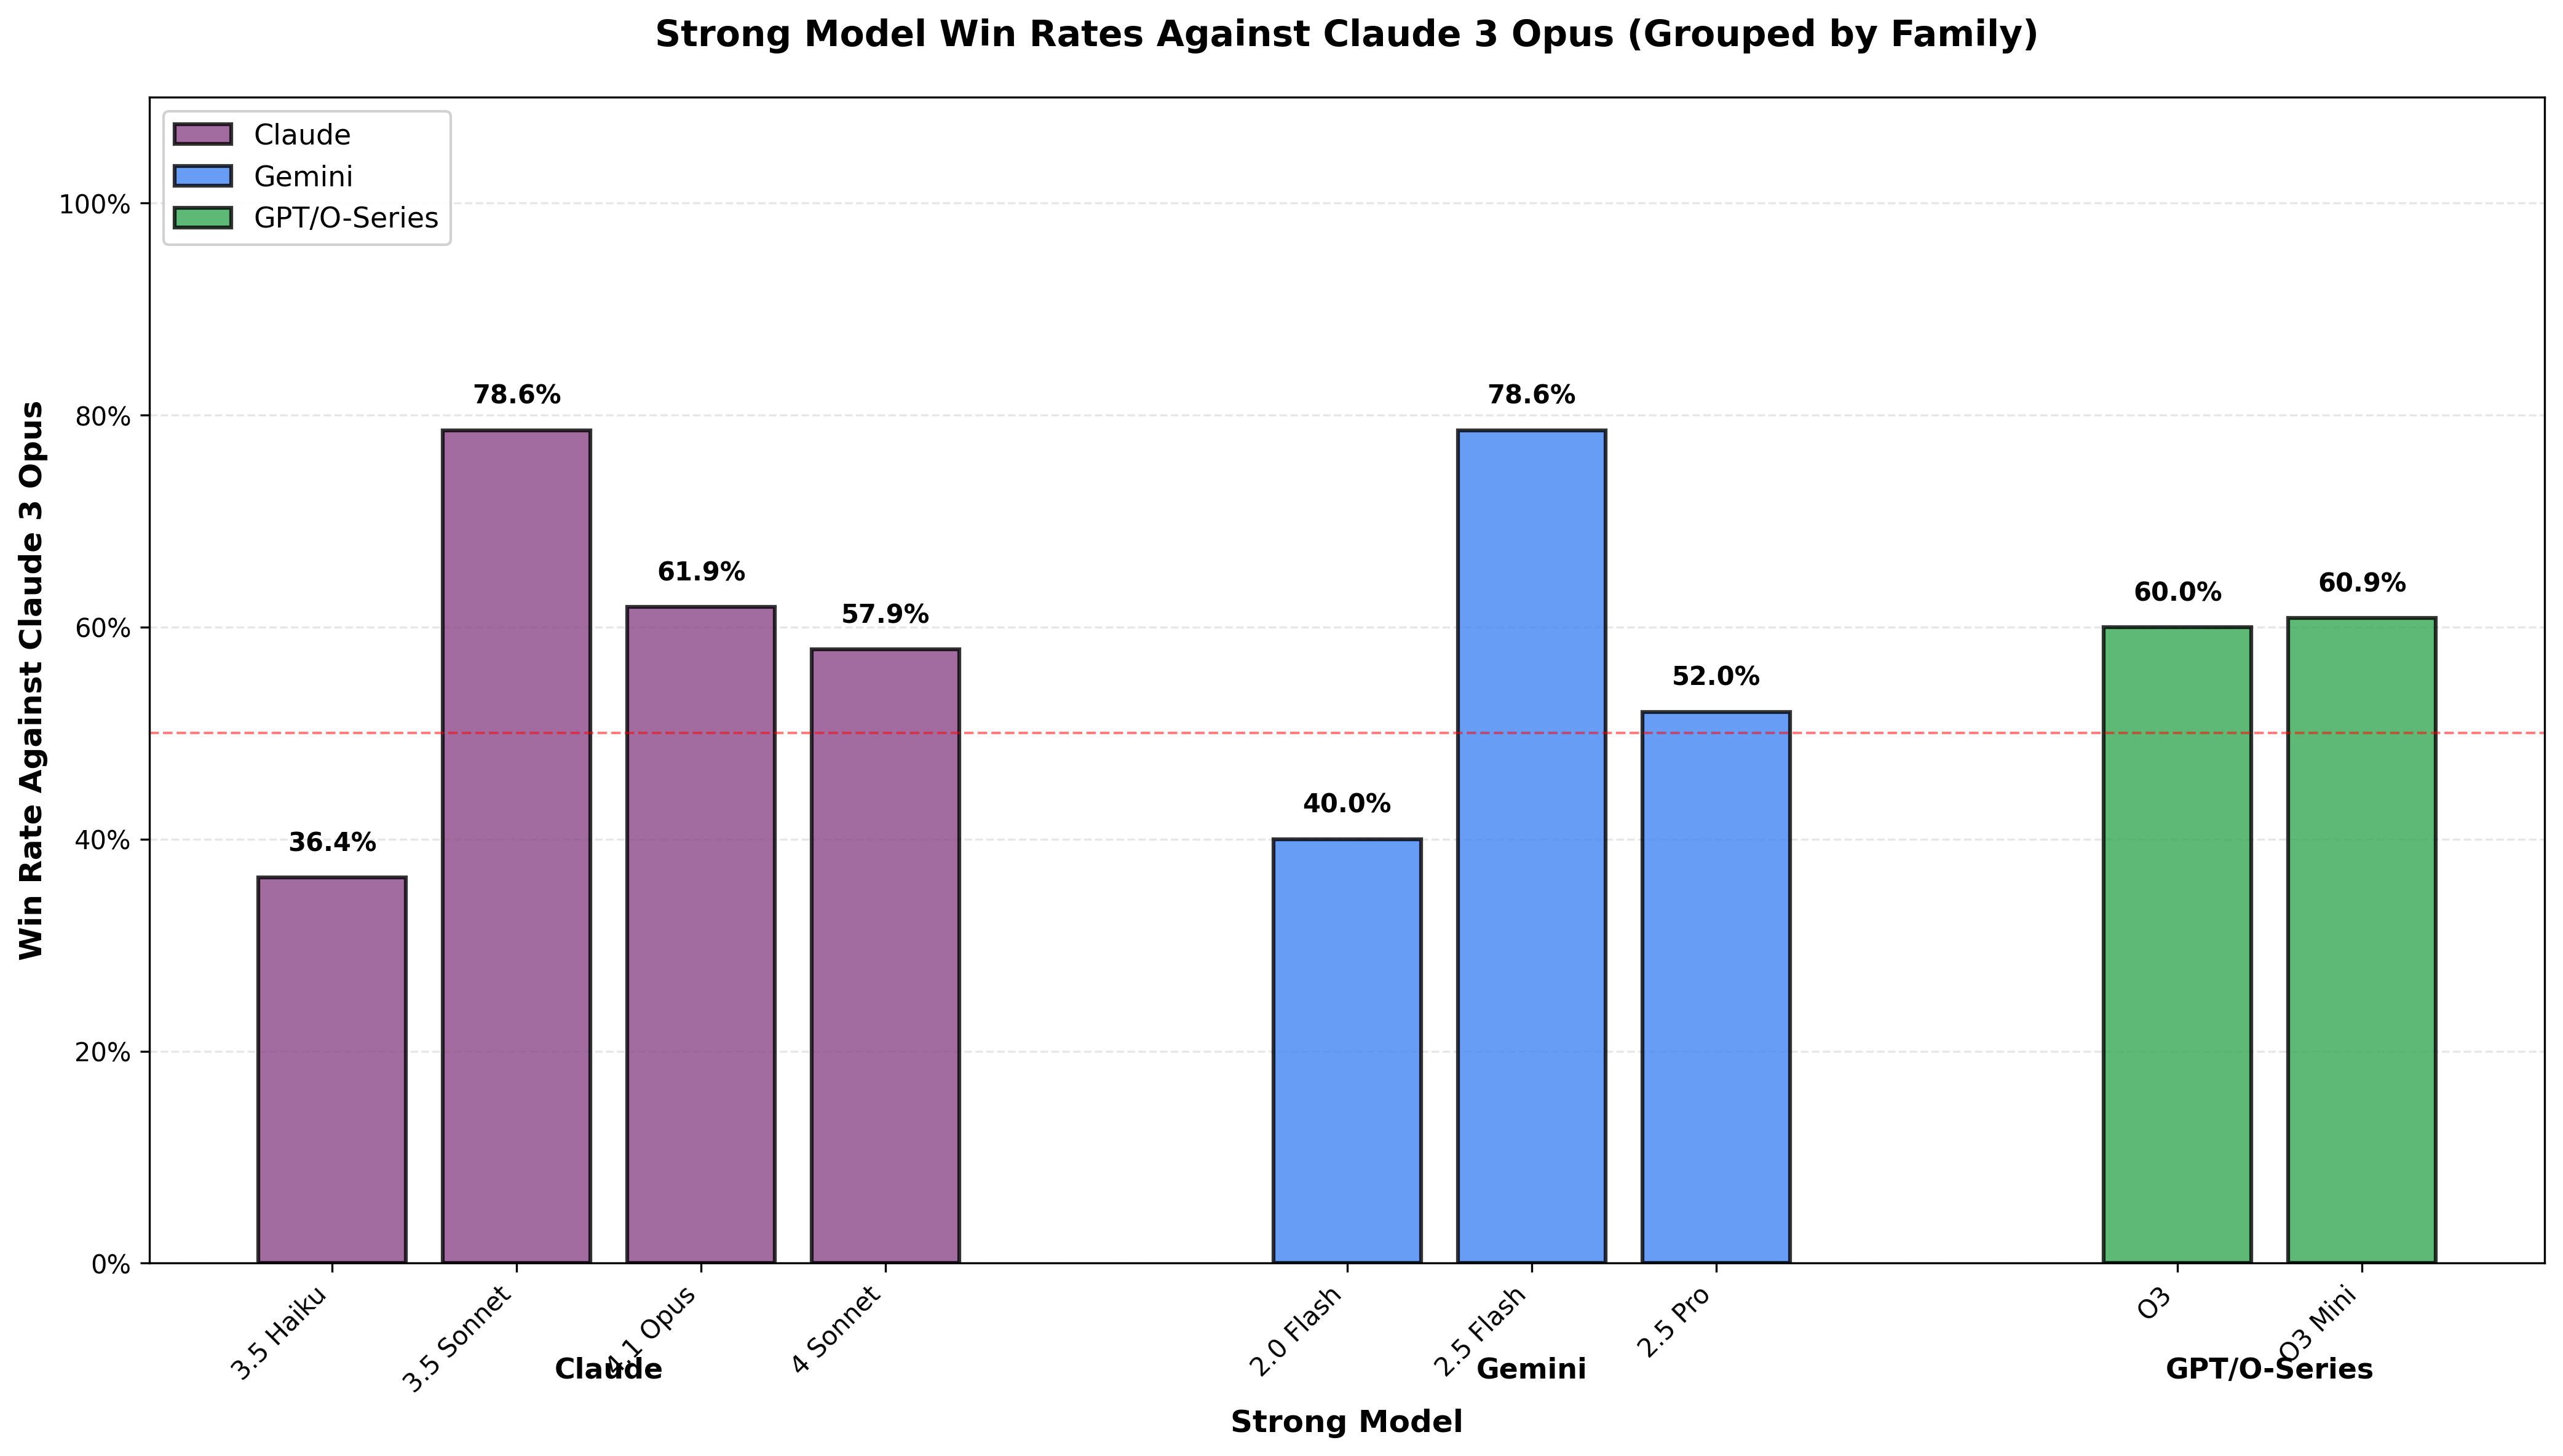 Strong Model Win Rates Against Claude 3 Opus (Grouped by Family)
Claude
Gemini
GPT/O-Series
Win Rate Against Claude 3 Opus
100%
80%
60%
40%
20%
0%
36.4%
78.6%
61.9%
57.9%
40.0%
78.6%
52.0%
60.0%
60.9%
3.5 Haiku
3.5 Sonnet
4.1 Opus
4 Sonnet
2.0 Flash
2.5 Flash
2.5 Pro
O3
O3 Mini
Claude
Gemini
GPT/O-Series
Strong Model